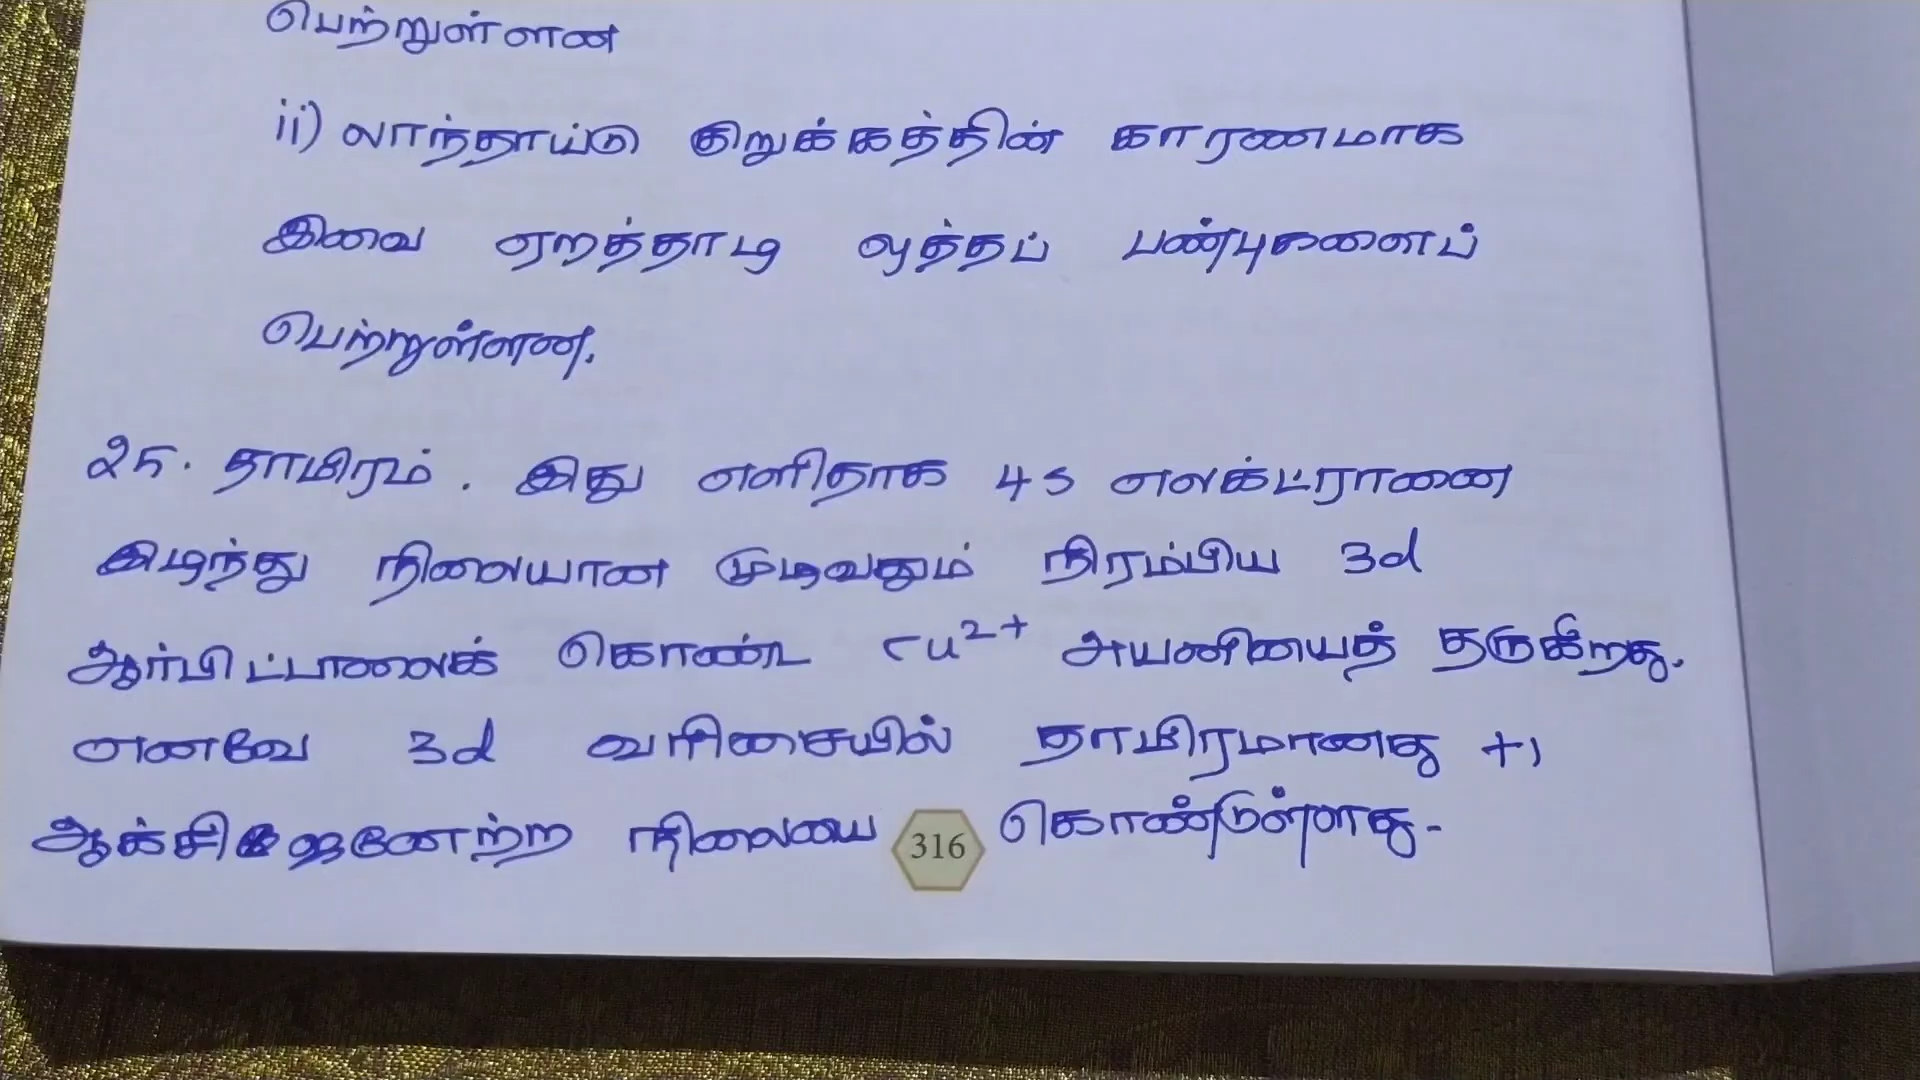 பெற்றுள்ளன
ii) லாந்தாய்டு குறுக்கத்தின் காரணமாக
இவை ஏறத்தாழ ஒத்தப் பண்புகளைப்
பெற்றுள்ளன.
25. தாமிரம். இது எளிதாக 4s எலக்ட்ரானை
இழந்து நிலையான முழுவதும் நிரம்பிய 3d
ஆர்பிட்டாலைக் கொண்ட Cu²⁺ அயனியைத் தருகிறது.
எனவே 3d வரிசையில் தாமிரமானது +1
ஆக்சிஜனேற்ற நிலையை கொண்டுள்ளது.
316